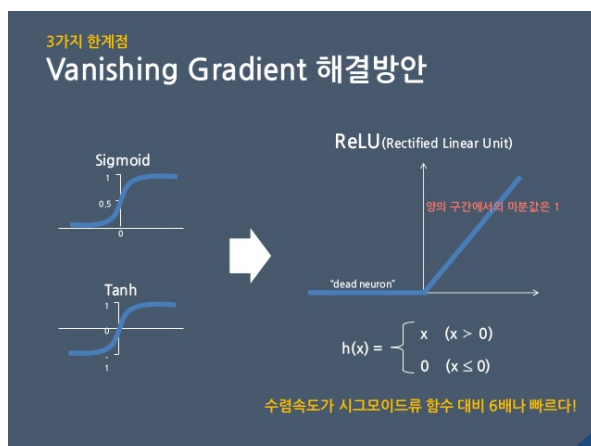 3가지 한계점
Vanishing Gradient 해결방안
Sigmoid
1
0.5
0
Tanh
1
0
-
1
ReLU(Rectified Linear Unit)
양의 구간에서의 미분값은 1
"dead neuron"
h(x) =
x (x > 0)
0 (x ≤ 0)
수렴속도가 시그모이드류 함수 대비 6배나 빠르다!